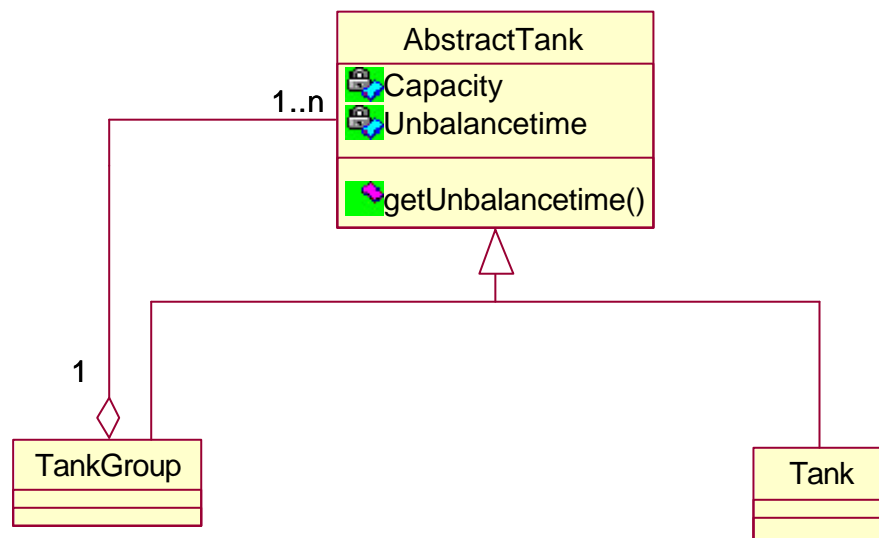 AbstractTank
Capacity
Unbalancetime
getUnbalancetime()
1..n
1
TankGroup
Tank